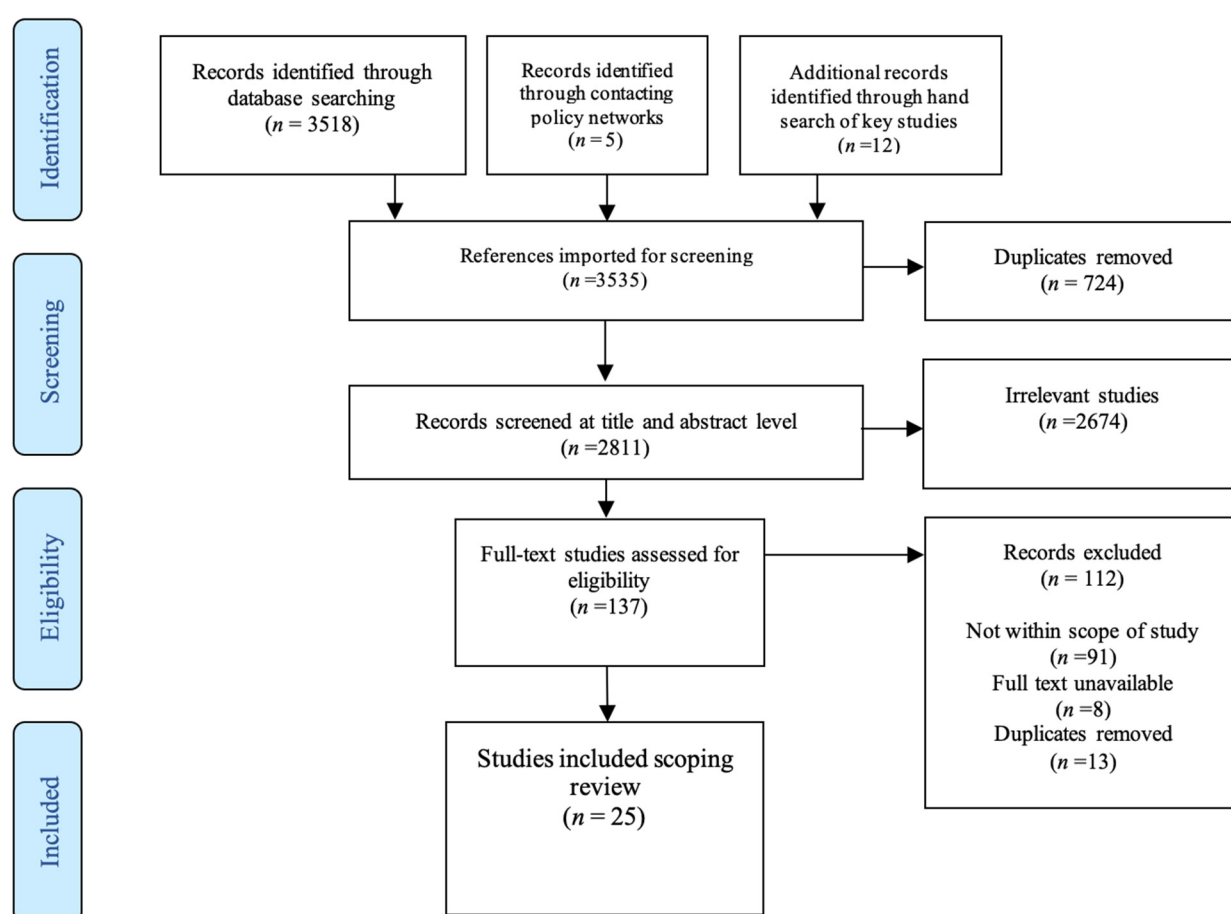 Identification
Records identified through
database searching
(n = 3518)
Records identified
through contacting
policy networks
(n = 5)
Additional records
identified through hand
search of key studies
(n =12)
References imported for screening
(n =3535)
Duplicates removed
(n = 724)
Screening
Records screened at title and abstract level
(n =2811)
Irrelevant studies
(n =2674)
Eligibility
Full-text studies assessed for
eligibility
(n =137)
Records excluded
(n = 112)
Not within scope of study
(n =91)
Full text unavailable
(n =8)
Duplicates removed
(n =13)
Included
Studies included scoping
review
(n = 25)